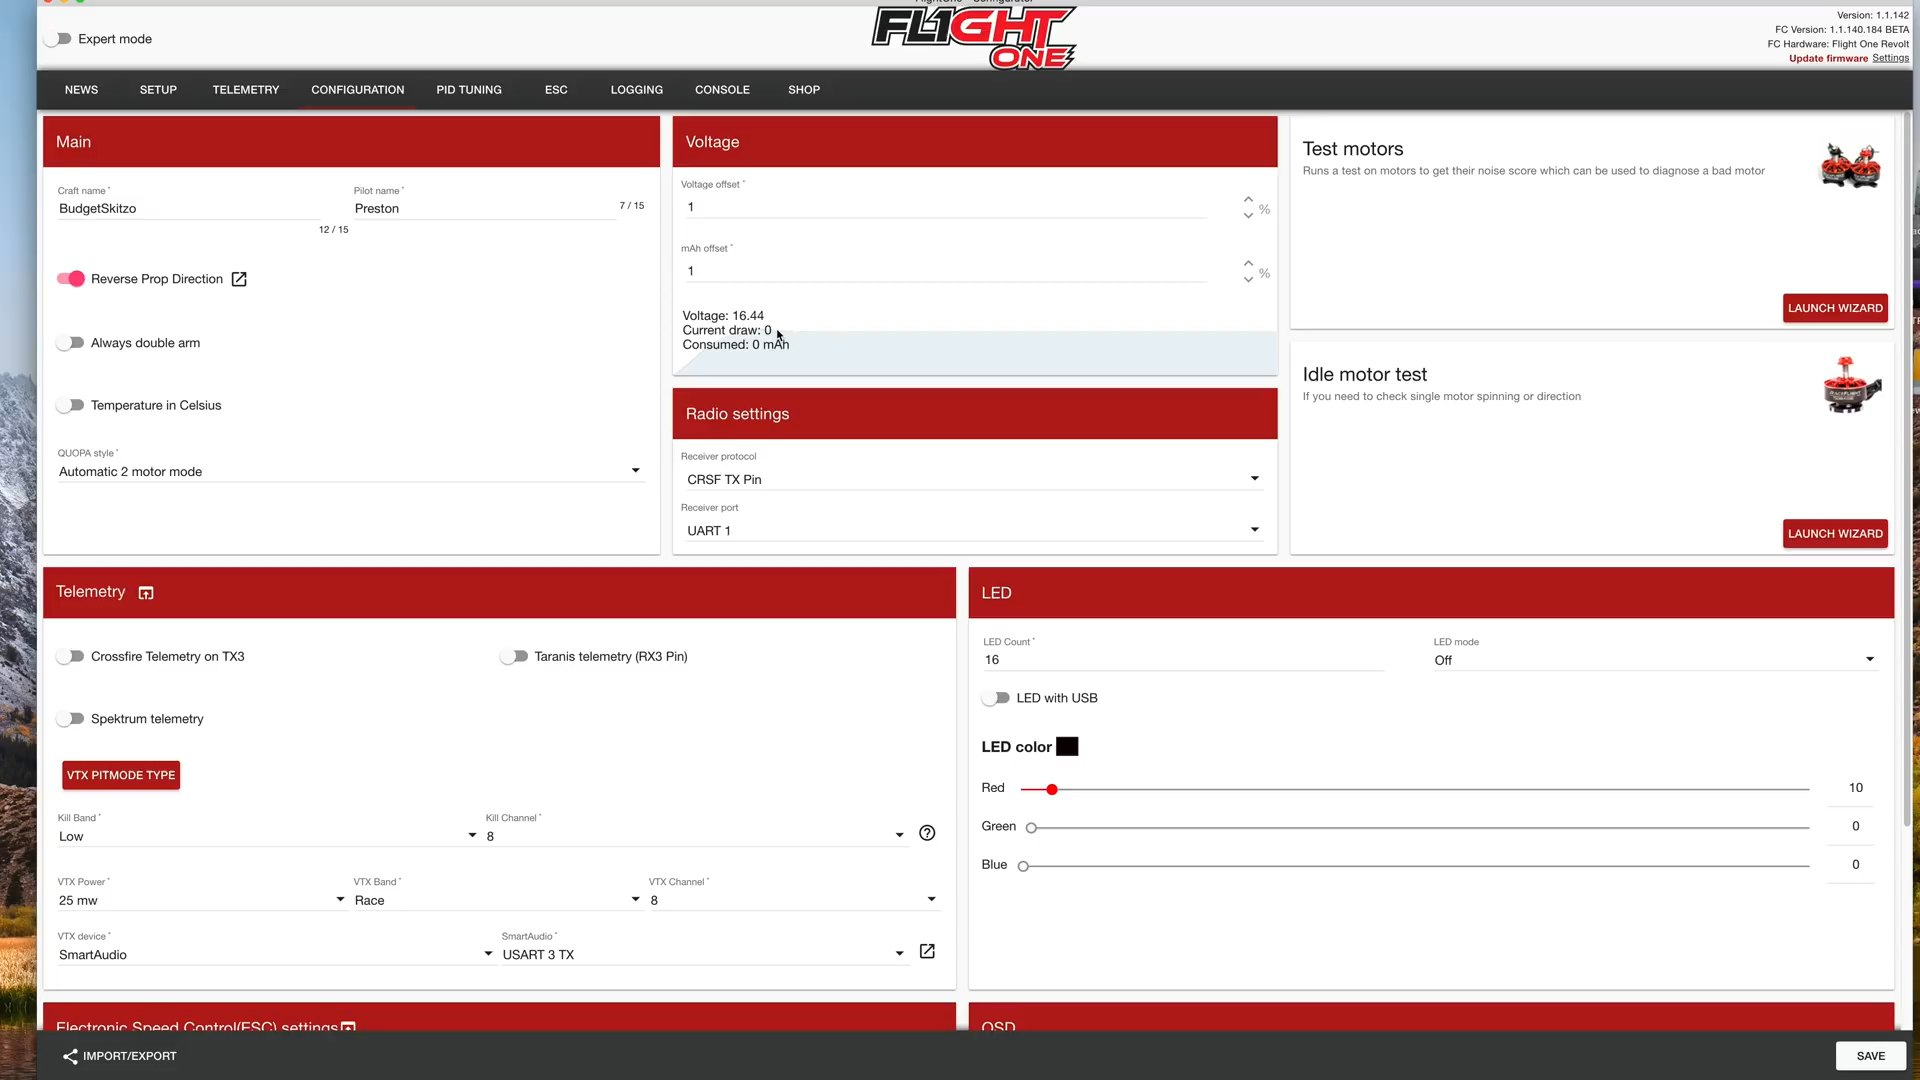 Expert mode
FL1GHT
ONE
Version: 1.1.142
FC Version: 1.1.140.184 BETA
FC Hardware: Flight One Revolt
Update firmware Settings
NEWS SETUP TELEMETRY CONFIGURATION PID TUNING ESC LOGGING CONSOLE SHOP
Main
Craft name *
BudgetSkitzo
12 / 15
Pilot name *
Preston
7 / 15
Reverse Prop Direction
Always double arm
Temperature in Celsius
QUOPA style *
Automatic 2 motor mode
Voltage
Voltage offset *
1
%
mAh offset *
1
%
Voltage: 16.44
Current draw: 0
Consumed: 0 mAh
Radio settings
Receiver protocol
CRSF TX Pin
Receiver port
UART 1
Test motors
Runs a test on motors to get their noise score which can be used to diagnose a bad motor
LAUNCH WIZARD
Idle motor test
If you need to check single motor spinning or direction
LAUNCH WIZARD
Telemetry
Crossfire Telemetry on TX3
Taranis telemetry (RX3 Pin)
Spektrum telemetry
VTX PITMODE TYPE
Kill Band *
Low
Kill Channel *
8
VTX Power *
25 mw
VTX Band *
Race
VTX Channel *
8
VTX device *
SmartAudio
SmartAudio *
USART 3 TX
LED
LED Count *
16
LED mode
Off
LED with USB
LED color
Red 10
Green 0
Blue 0
Electronic Speed Control(ESC) settings
OSD
IMPORT/EXPORT
SAVE